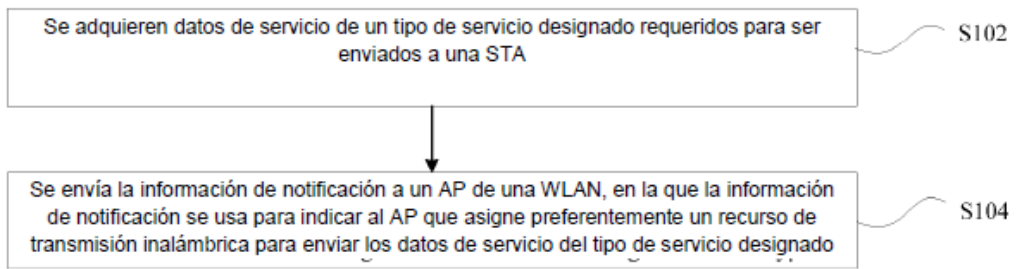 Se adquieren datos de servicio de un tipo de servicio designado requeridos para ser
enviados a una STA
S102
Se envía la información de notificación a un AP de una WLAN, en la que la información
de notificación se usa para indicar al AP que asigne preferentemente un recurso de
transmisión inalámbrica para enviar los datos de servicio del tipo de servicio designado
S104